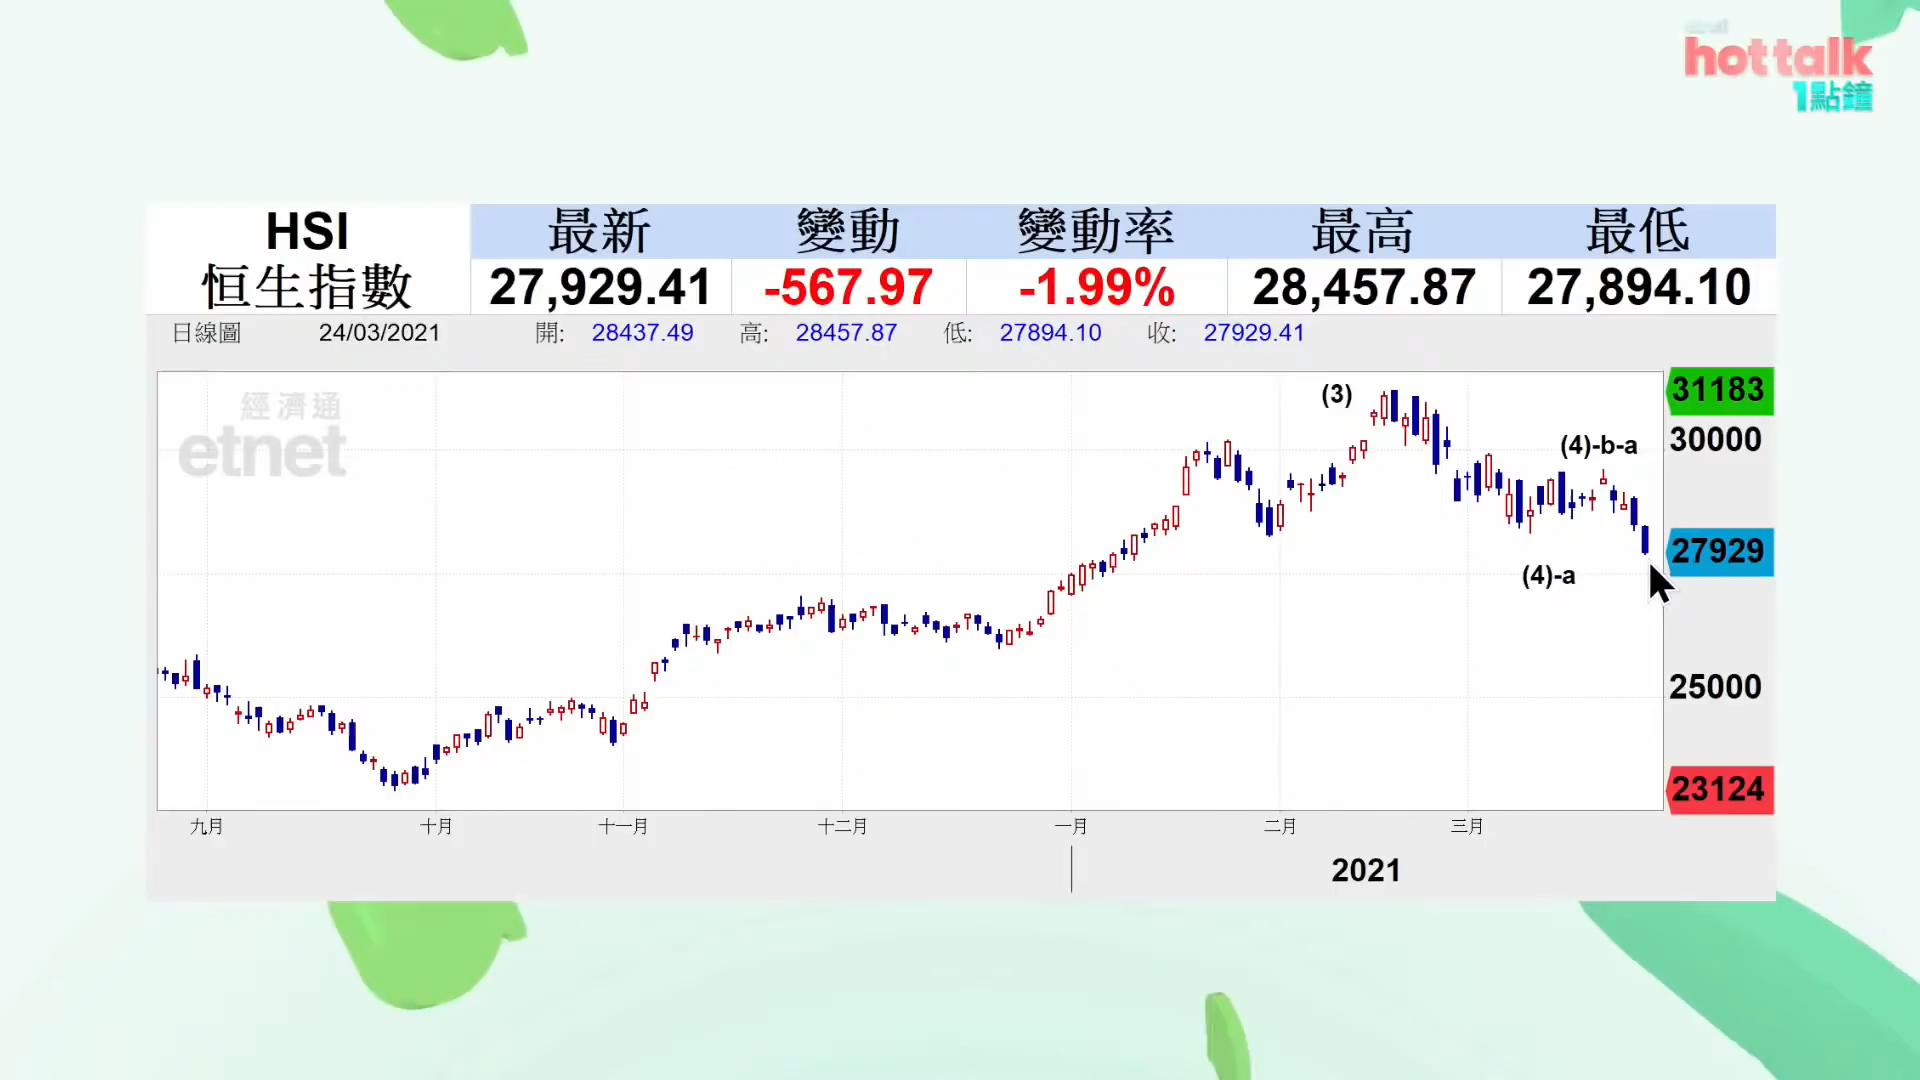 hottalk
1點鐘
HSI 最新 變動 變動率 最高 最低
恒生指數 27,929.41 -567.97 -1.99% 28,457.87 27,894.10
日線圖 24/03/2021 開: 28437.49 高: 28457.87 低: 27894.10 收: 27929.41
經濟通
etnet
(3)
31183
(4)-b-a
30000
27929
(4)-a
25000
23124
九月 十月 十一月 十二月 一月 二月 三月
2021